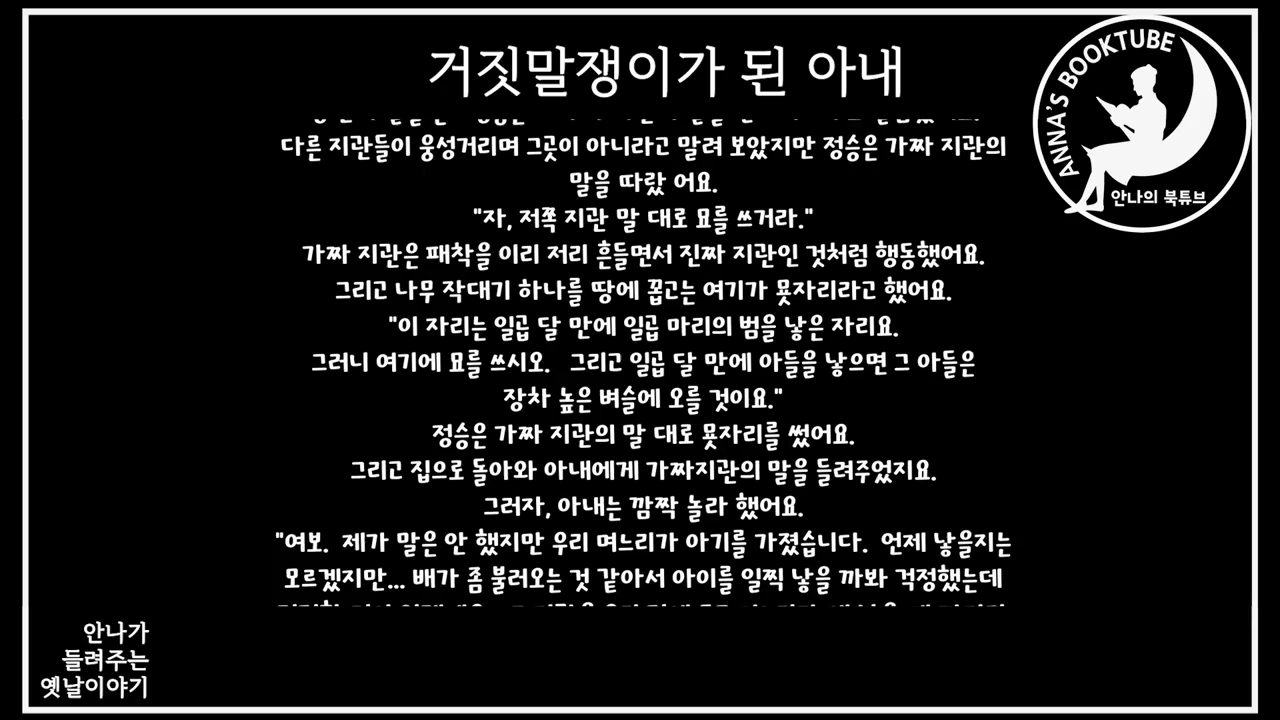 거짓말쟁이가 된 아내
ANNA'S BOOKTUBE
안나의 북튜브
다른 지관들이 웅성거리며 그곳이 아니라고 말려 보았지만 정승은 가짜 지관의
말을 따랐 어요.
"자, 저쪽 지관 말 대로 묘를 쓰거라."
가짜 지관은 패착을 이리 저리 흔들면서 진짜 지관인 것처럼 행동했어요.
그리고 나무 작대기 하나를 땅에 꼽고는 여기가 묫자리라고 했어요.
"이 자리는 일곱 달 만에 일곱 마리의 범을 낳은 자리요.
그러니 여기에 묘를 쓰시오. 그리고 일곱 달 만에 아들을 낳으면 그 아들은
장차 높은 벼슬에 오를 것이요."
정승은 가짜 지관의 말 대로 묫자리를 썼어요.
그리고 집으로 돌아와 아내에게 가짜지관의 말을 들려주었지요.
그러자, 아내는 깜짝 놀라 했어요.
"여보. 제가 말은 안 했지만 우리 며느리가 아기를 가졌습니다. 언제 낳을지는
모르겠지만... 배가 좀 불러오는 것 같아서 아이를 일찍 낳을 까봐 걱정했는데
안나가
들려주는
옛날이야기